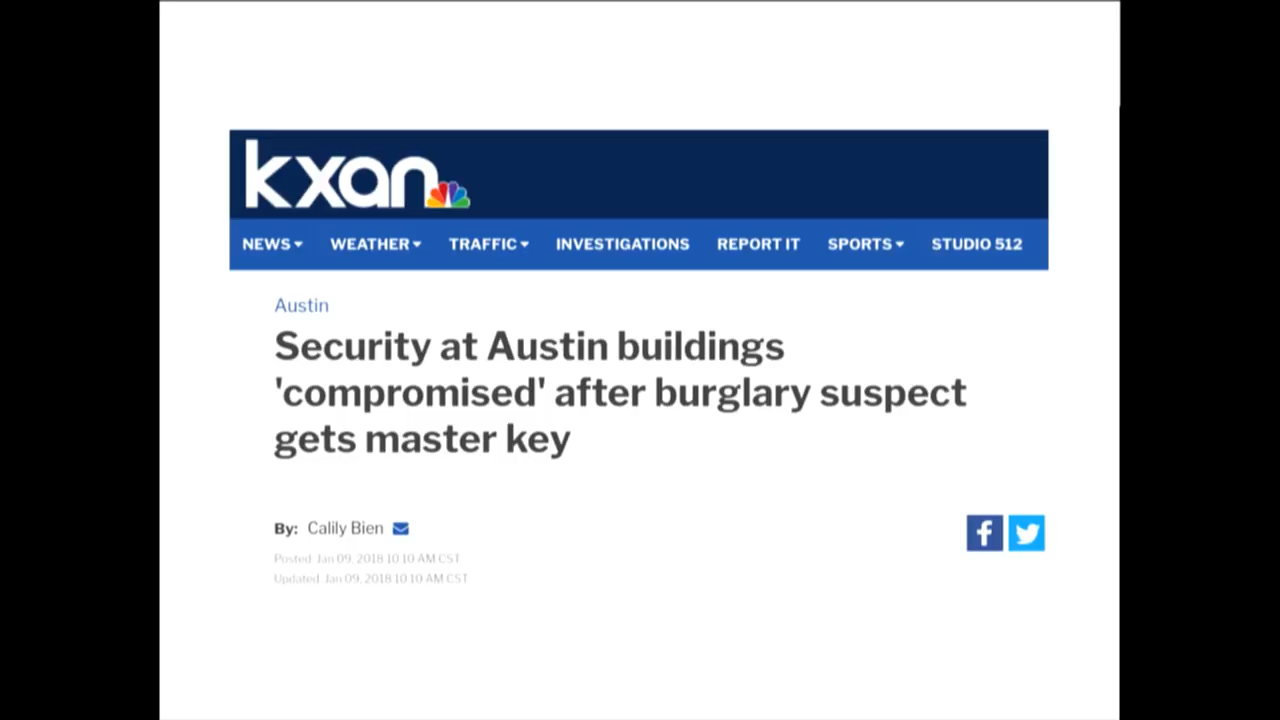 kxan
NEWS WEATHER TRAFFIC INVESTIGATIONS REPORT IT SPORTS STUDIO 512
Austin
Security at Austin buildings
'compromised' after burglary suspect
gets master key
By: Calily Bien
Posted: Jan 09, 2018 10:10 AM CST
Updated: Jan 09, 2018 10:10 AM CST